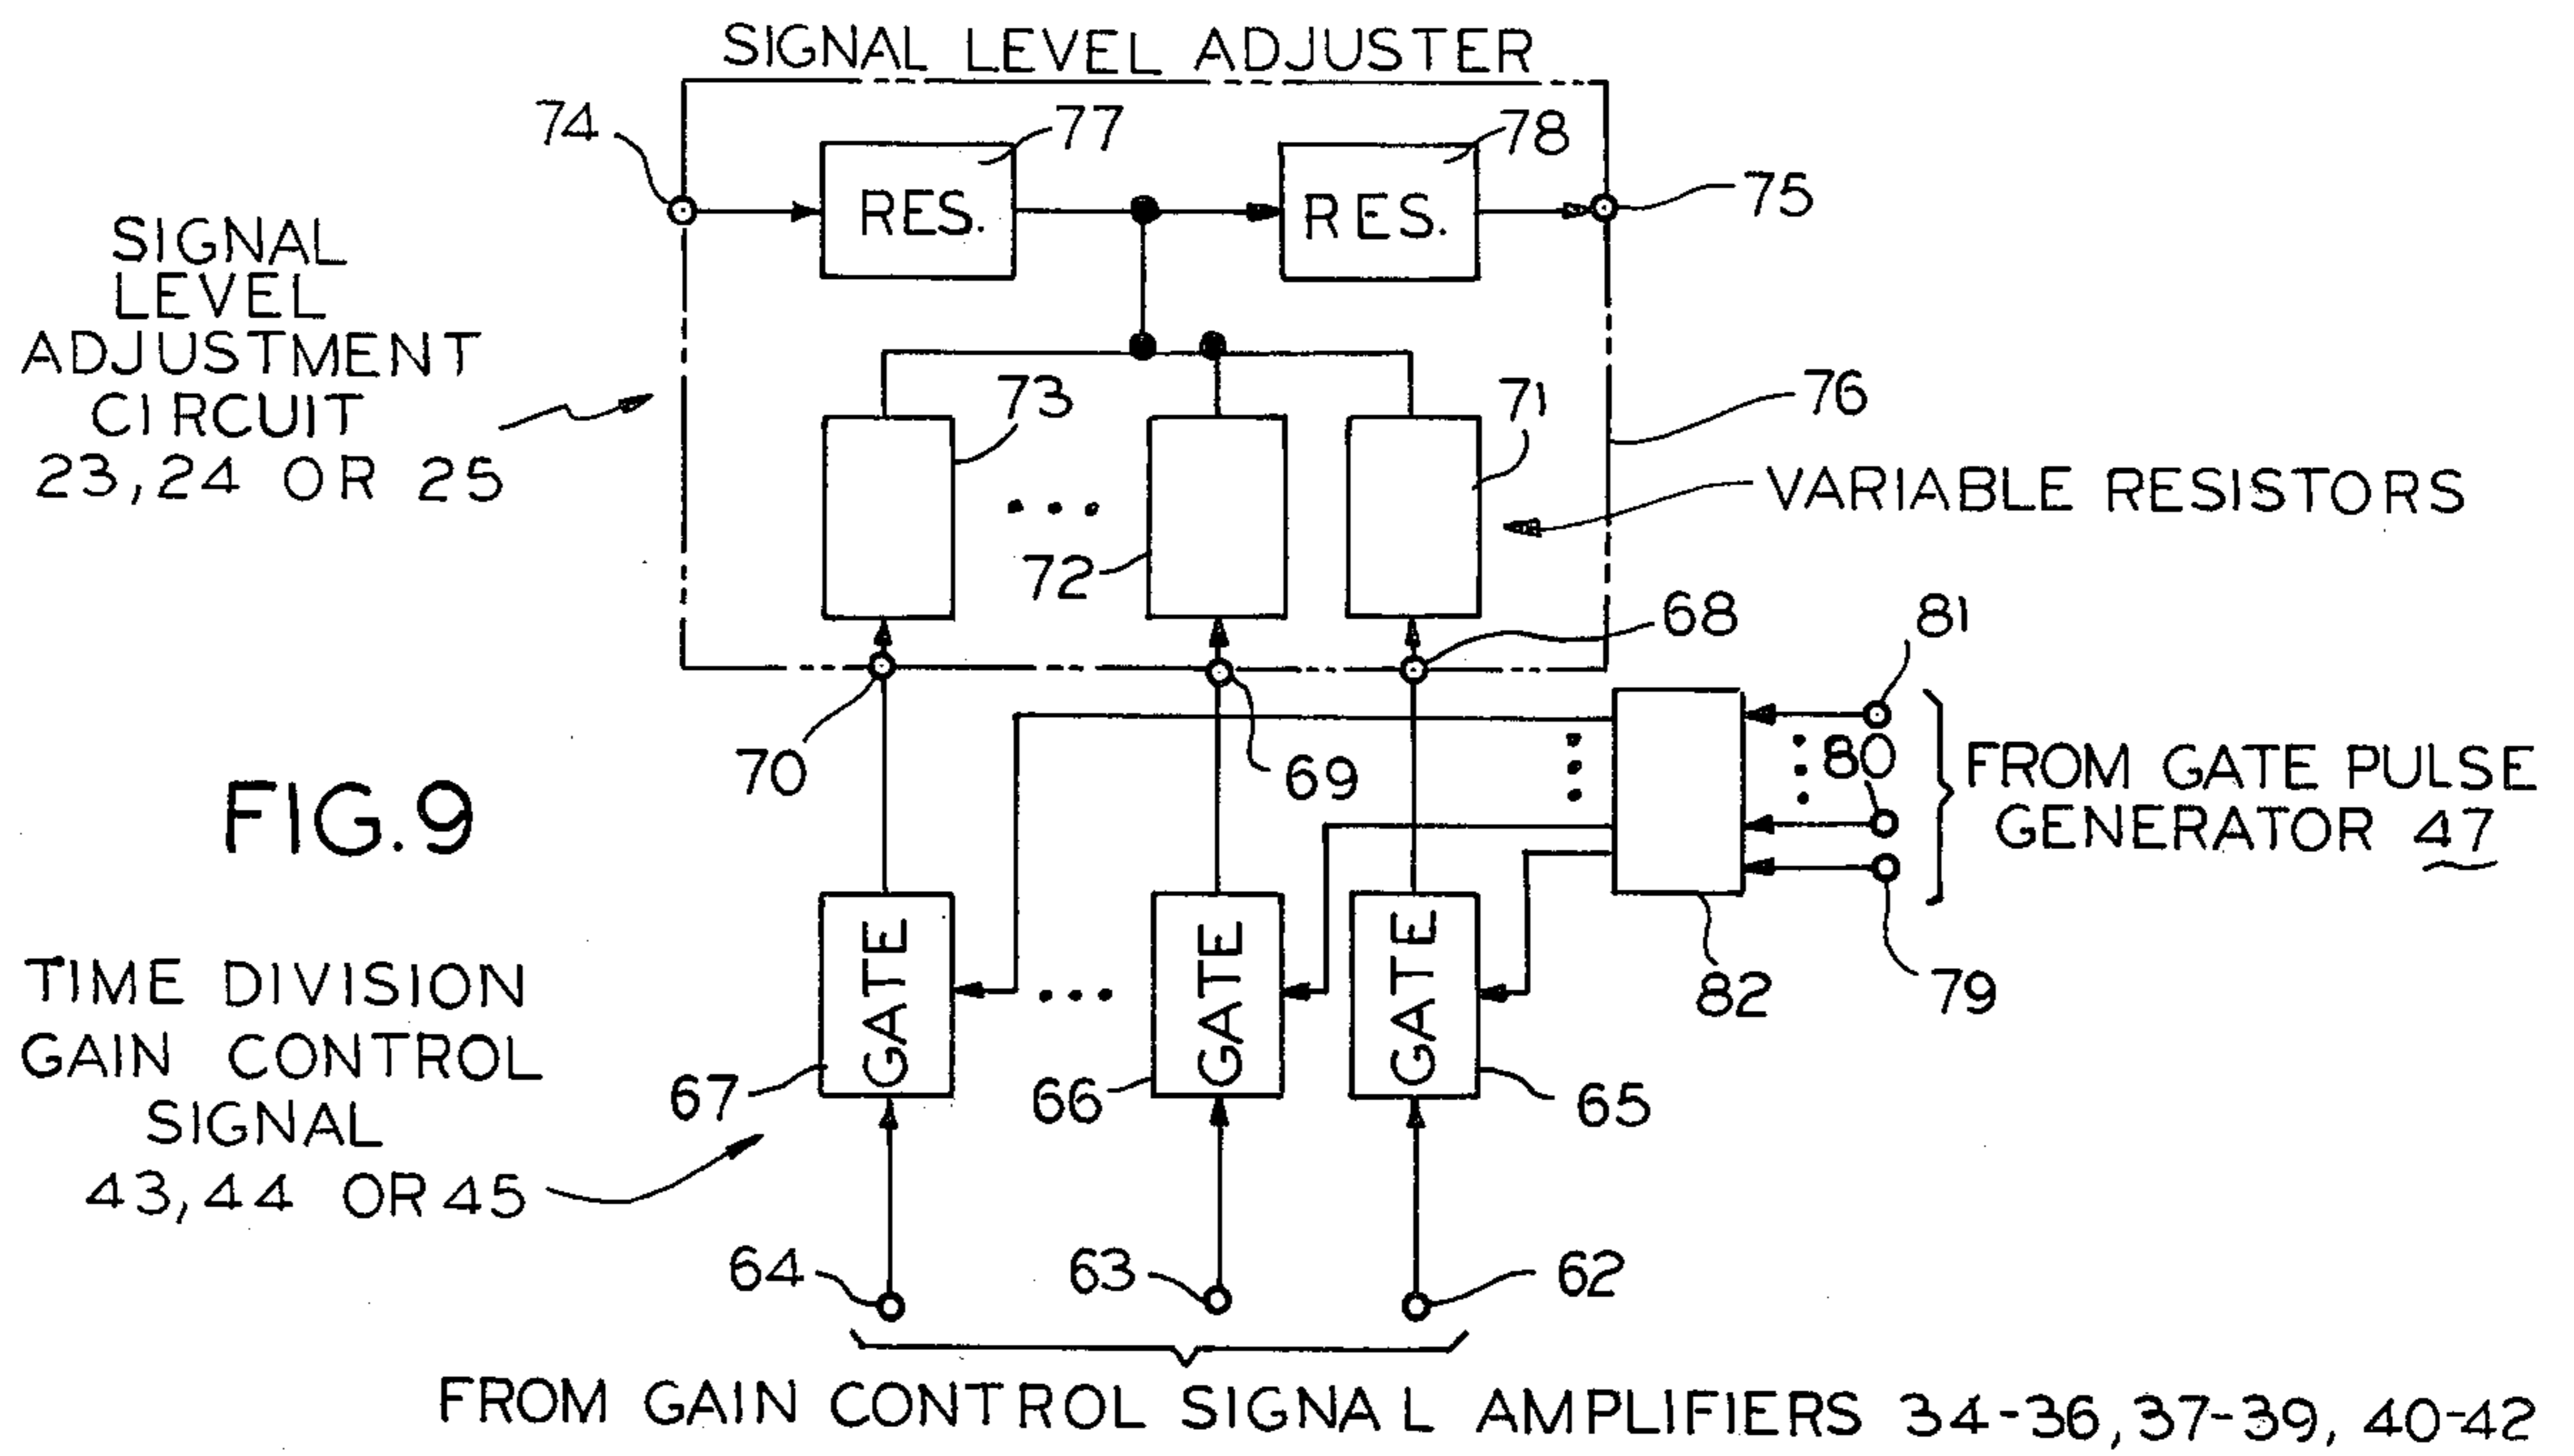 SIGNAL LEVEL ADJUSTER
74
77
78
75
RES.
RES.
SIGNAL
LEVEL
ADJUSTMENT
CIRCUIT
23, 24 OR 25
73
71
76
VARIABLE RESISTORS
72
68
81
70
69
80
FROM GATE PULSE
GENERATOR 47
FIG. 9
79
82
TIME DIVISION
GAIN CONTROL
SIGNAL
43, 44 OR 45
GATE
GATE
GATE
67
66
65
64
63
62
FROM GAIN CONTROL SIGNAL AMPLIFIERS 34-36, 37-39, 40-42